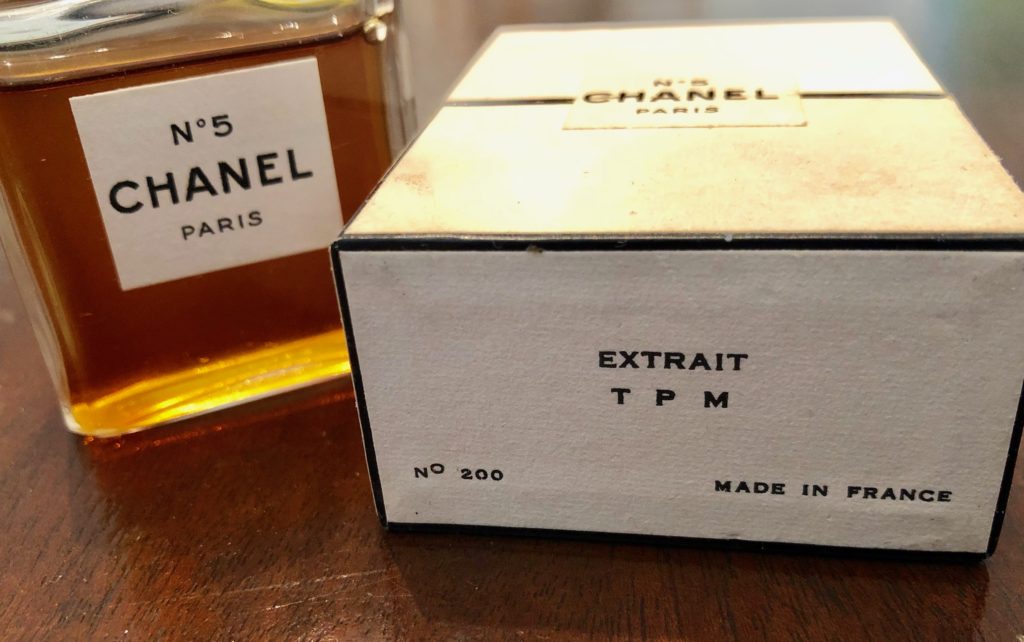 N°5
CHANEL
PARIS
N°5
CHANEL
PARIS
EXTRAIT
T P M
Nº 200
MADE IN FRANCE